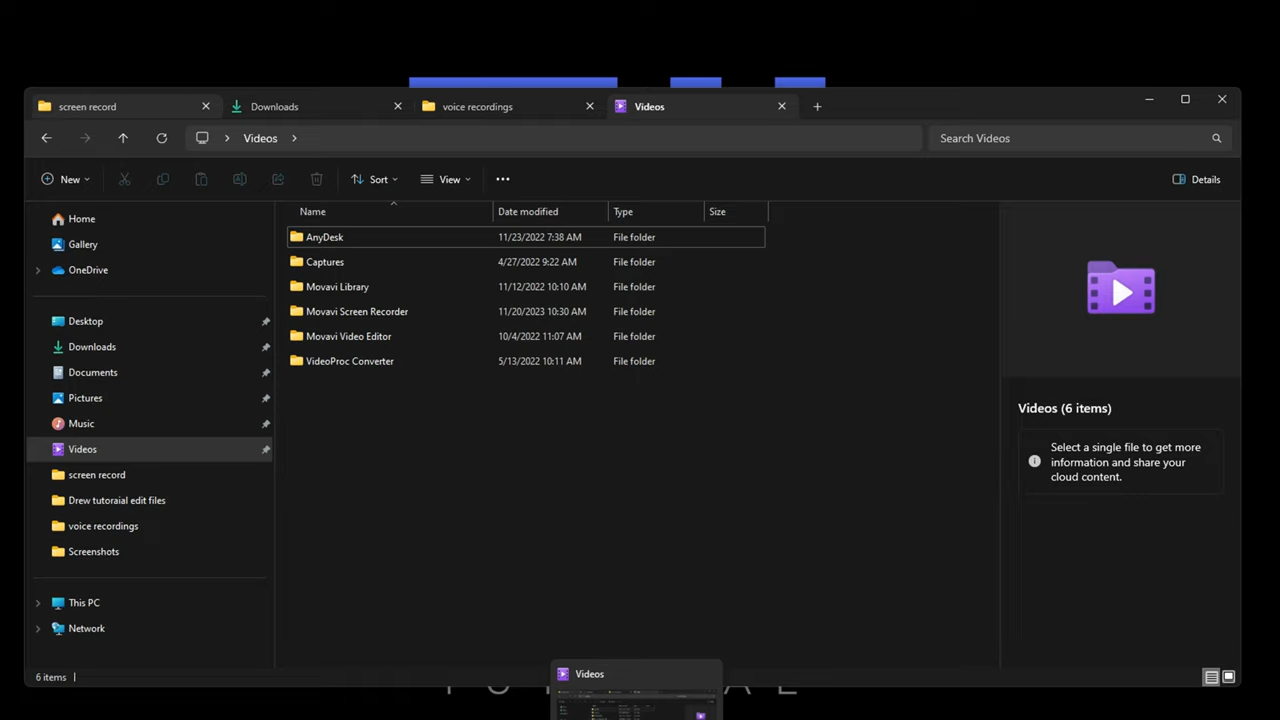 screen record
Downloads
voice recordings
Videos
Videos
Search Videos
New
Sort
View
Details
Name
Date modified
Type
Size
Home
Gallery
OneDrive
Desktop
Downloads
Documents
Pictures
Music
Videos
screen record
Drew tutoraial edit files
voice recordings
Screenshots
This PC
Network
AnyDesk 11/23/2022 7:38 AM File folder
Captures 4/27/2022 9:22 AM File folder
Movavi Library 11/12/2022 10:10 AM File folder
Movavi Screen Recorder 11/20/2023 10:30 AM File folder
Movavi Video Editor 10/4/2022 11:07 AM File folder
VideoProc Converter 5/13/2022 10:11 AM File folder
Videos (6 items)
Select a single file to get more
information and share your
cloud content.
6 items
Videos